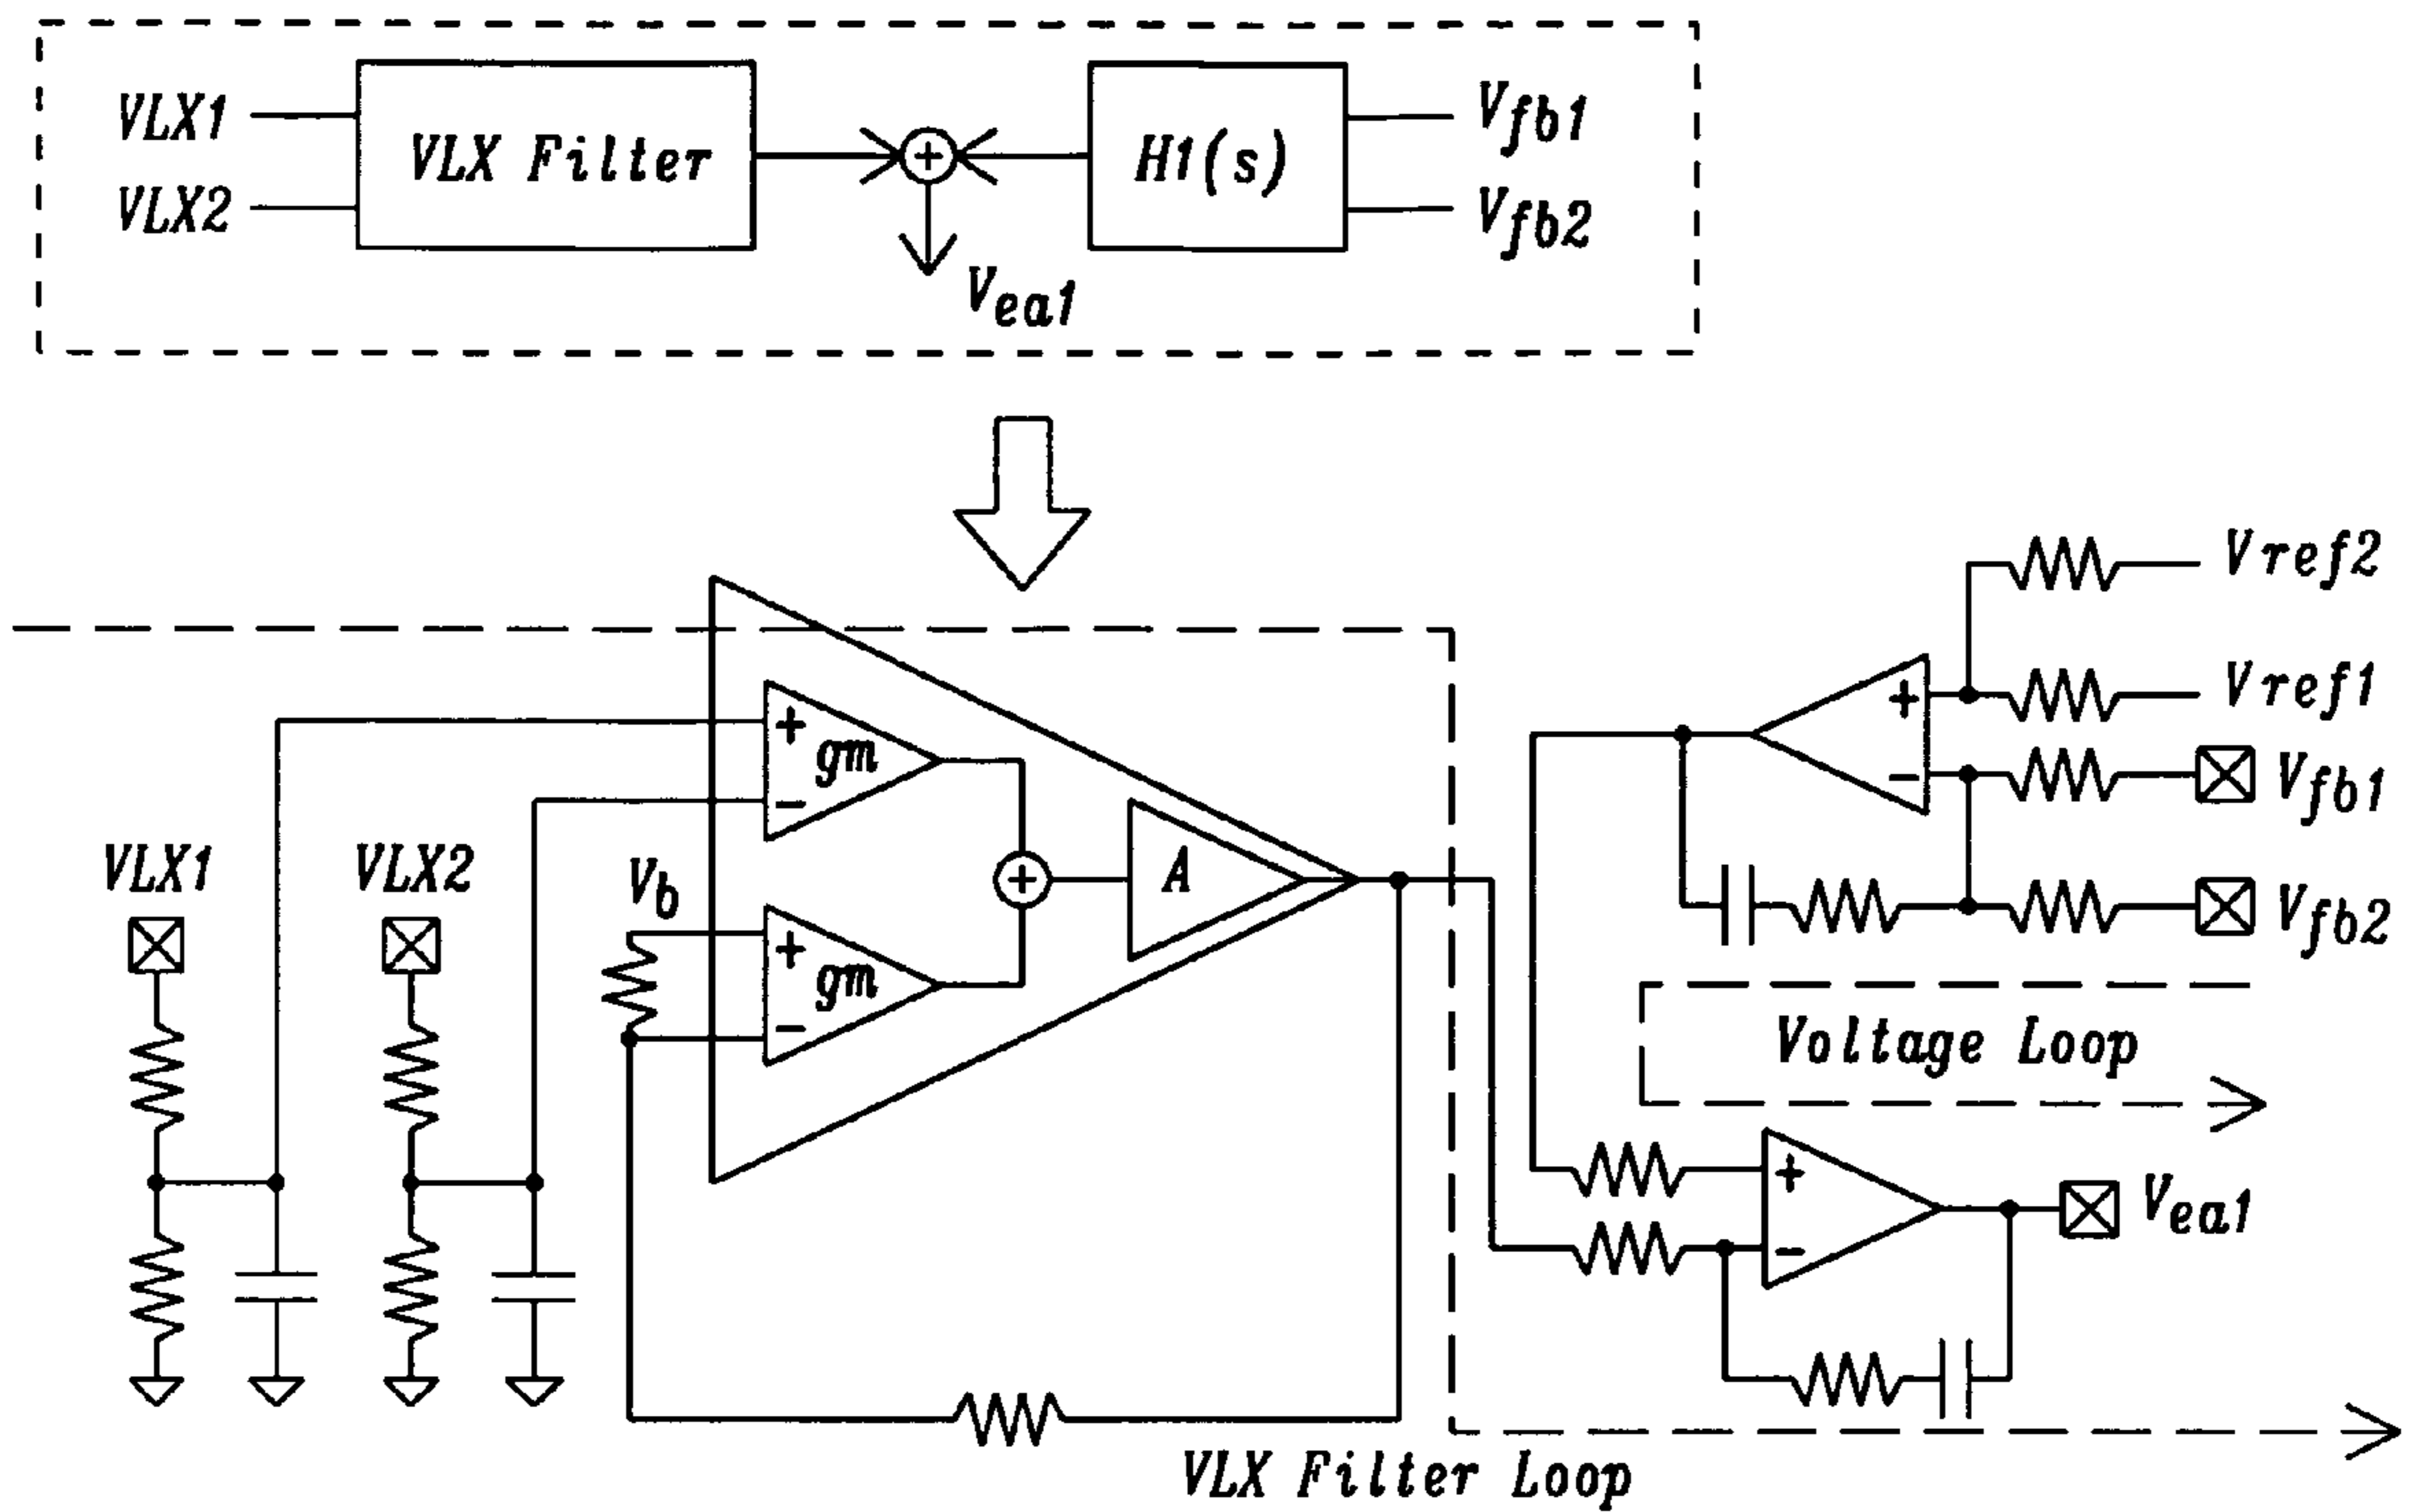 VLX1
VLX2
VLX Filter
+
H1(s)
Vfb1
Vfb2
Vea1
Vref2
Vref1
+
-
Vfb1
Vfb2
+
gm
-
VLX1
VLX2
Vb
+
A
+
gm
-
Voltage Loop
+
-
Vea1
VLX Filter Loop